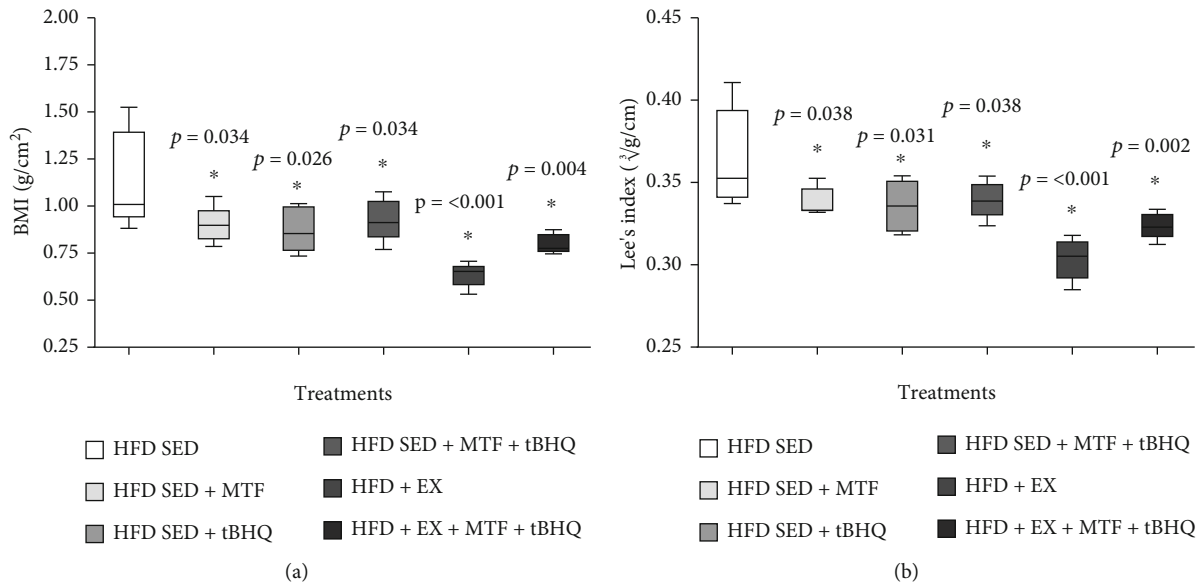 2.00
1.75
1.50
1.25
1.00
0.75
0.50
0.25
BMI (g/cm²)
p = 0.034
p = 0.026
p = 0.034
p = <0.001
p = 0.004
* * * * *
Treatments
HFD SED
HFD SED + MTF
HFD SED + tBHQ
HFD SED + MTF + tBHQ
HFD + EX
HFD + EX + MTF + tBHQ
(a)
0.45
0.40
0.35
0.30
0.25
Lee's index (∛/g/cm)
p = 0.038
p = 0.031
p = 0.038
p = <0.001
p = 0.002
* * * * *
Treatments
HFD SED
HFD SED + MTF
HFD SED + tBHQ
HFD SED + MTF + tBHQ
HFD + EX
HFD + EX + MTF + tBHQ
(b)